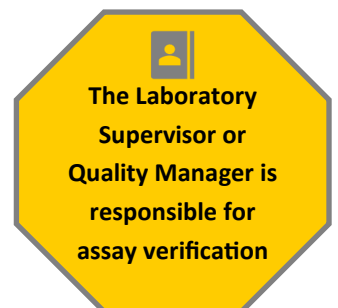 The Laboratory
Supervisor or
Quality Manager is
responsible for
assay verification